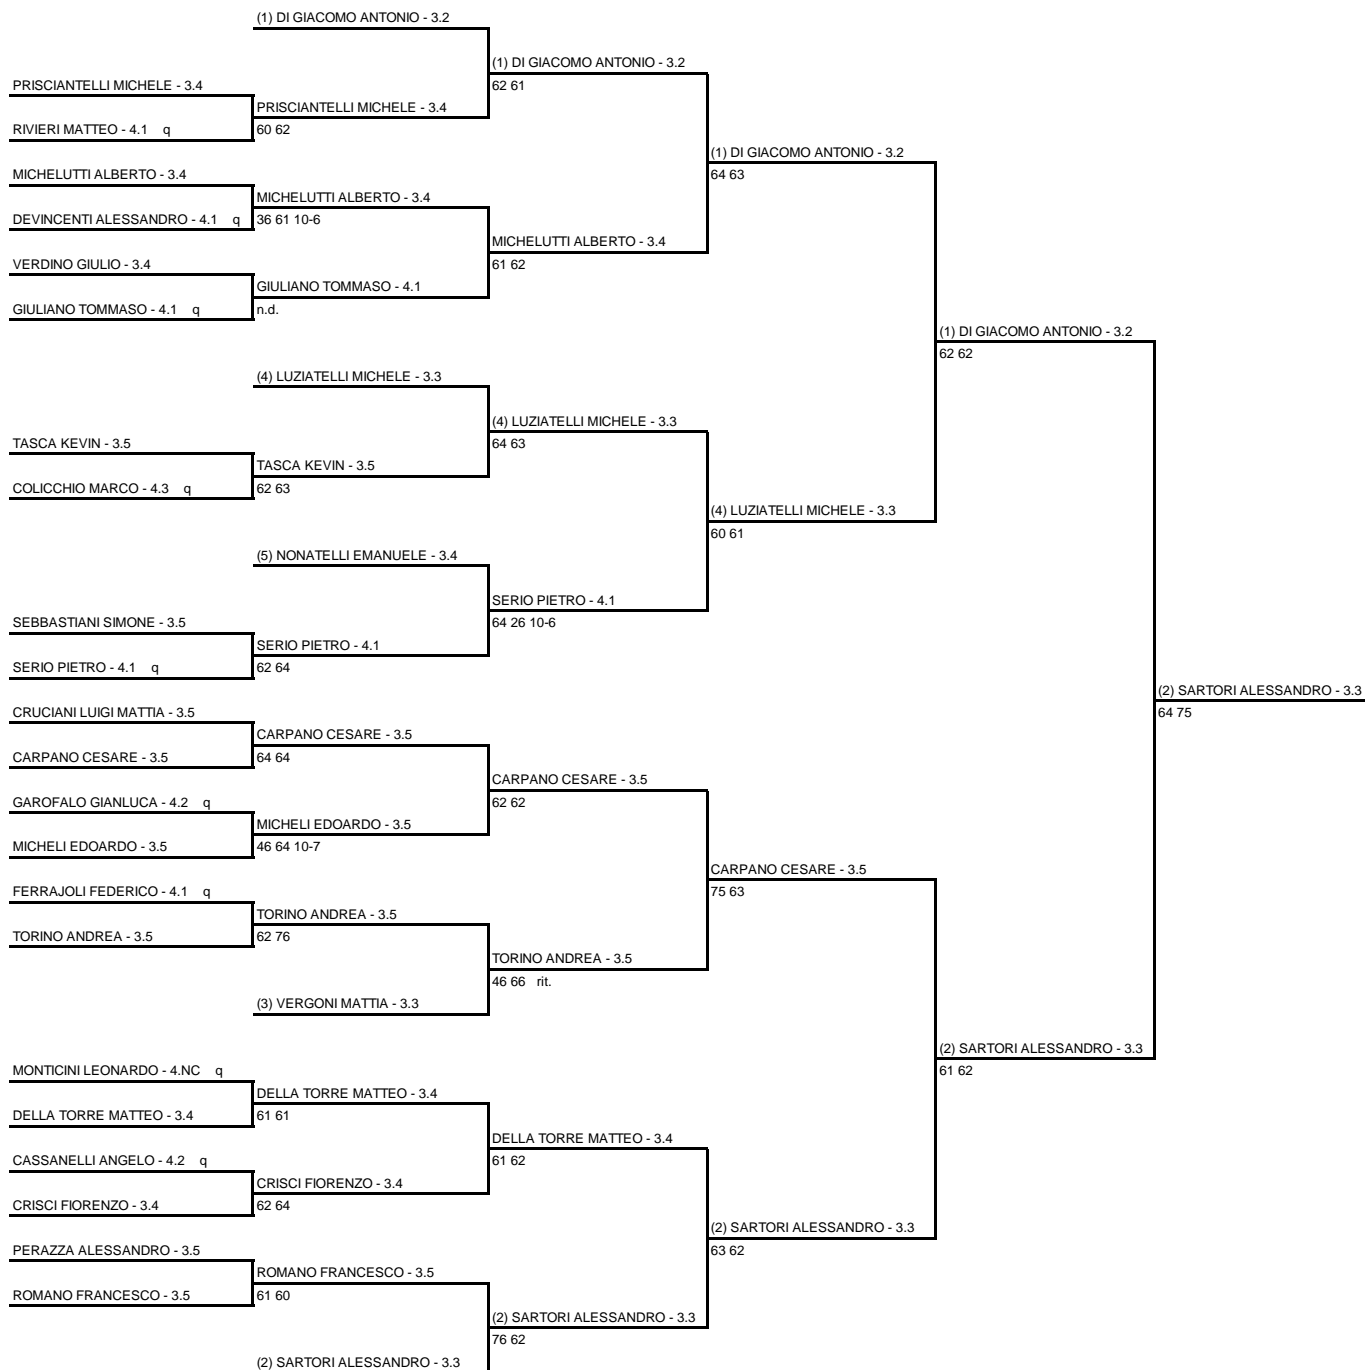 (1) DI GIACOMO ANTONIO - 3.2
(1) DI GIACOMO ANTONIO - 3.2
PRISCIANTELLI MICHELE - 3.4
62 61
PRISCIANTELLI MICHELE - 3.4
RIVIERI MATTEO - 4.1 q
60 62
(1) DI GIACOMO ANTONIO - 3.2
MICHELUTTI ALBERTO - 3.4
64 63
MICHELUTTI ALBERTO - 3.4
DEVINCENTI ALESSANDRO - 4.1 q
36 61 10-6
MICHELUTTI ALBERTO - 3.4
VERDINO GIULIO - 3.4
61 62
GIULIANO TOMMASO - 4.1
GIULIANO TOMMASO - 4.1 q
n.d.
(1) DI GIACOMO ANTONIO - 3.2
62 62
(4) LUZIATELLI MICHELE - 3.3
(4) LUZIATELLI MICHELE - 3.3
TASCA KEVIN - 3.5
64 63
TASCA KEVIN - 3.5
COLICCHIO MARCO - 4.3 q
62 63
(4) LUZIATELLI MICHELE - 3.3
60 61
(5) NONATELLI EMANUELE - 3.4
SERIO PIETRO - 4.1
SEBBASTIANI SIMONE - 3.5
64 26 10-6
SERIO PIETRO - 4.1
SERIO PIETRO - 4.1 q
62 64
(2) SARTORI ALESSANDRO - 3.3
CRUCIANI LUIGI MATTIA - 3.5
64 75
CARPANO CESARE - 3.5
CARPANO CESARE - 3.5
64 64
CARPANO CESARE - 3.5
GAROFALO GIANLUCA - 4.2 q
62 62
MICHELI EDOARDO - 3.5
MICHELI EDOARDO - 3.5
46 64 10-7
CARPANO CESARE - 3.5
FERRAJOLI FEDERICO - 4.1 q
75 63
TORINO ANDREA - 3.5
TORINO ANDREA - 3.5
62 76
TORINO ANDREA - 3.5
46 66 rit.
(3) VERGONI MATTIA - 3.3
(2) SARTORI ALESSANDRO - 3.3
MONTICINI LEONARDO - 4.NC q
61 62
DELLA TORRE MATTEO - 3.4
DELLA TORRE MATTEO - 3.4
61 61
DELLA TORRE MATTEO - 3.4
CASSANELLI ANGELO - 4.2 q
61 62
CRISCI FIORENZO - 3.4
CRISCI FIORENZO - 3.4
62 64
(2) SARTORI ALESSANDRO - 3.3
PERAZZA ALESSANDRO - 3.5
63 62
ROMANO FRANCESCO - 3.5
ROMANO FRANCESCO - 3.5
61 60
(2) SARTORI ALESSANDRO - 3.3
76 62
(2) SARTORI ALESSANDRO - 3.3